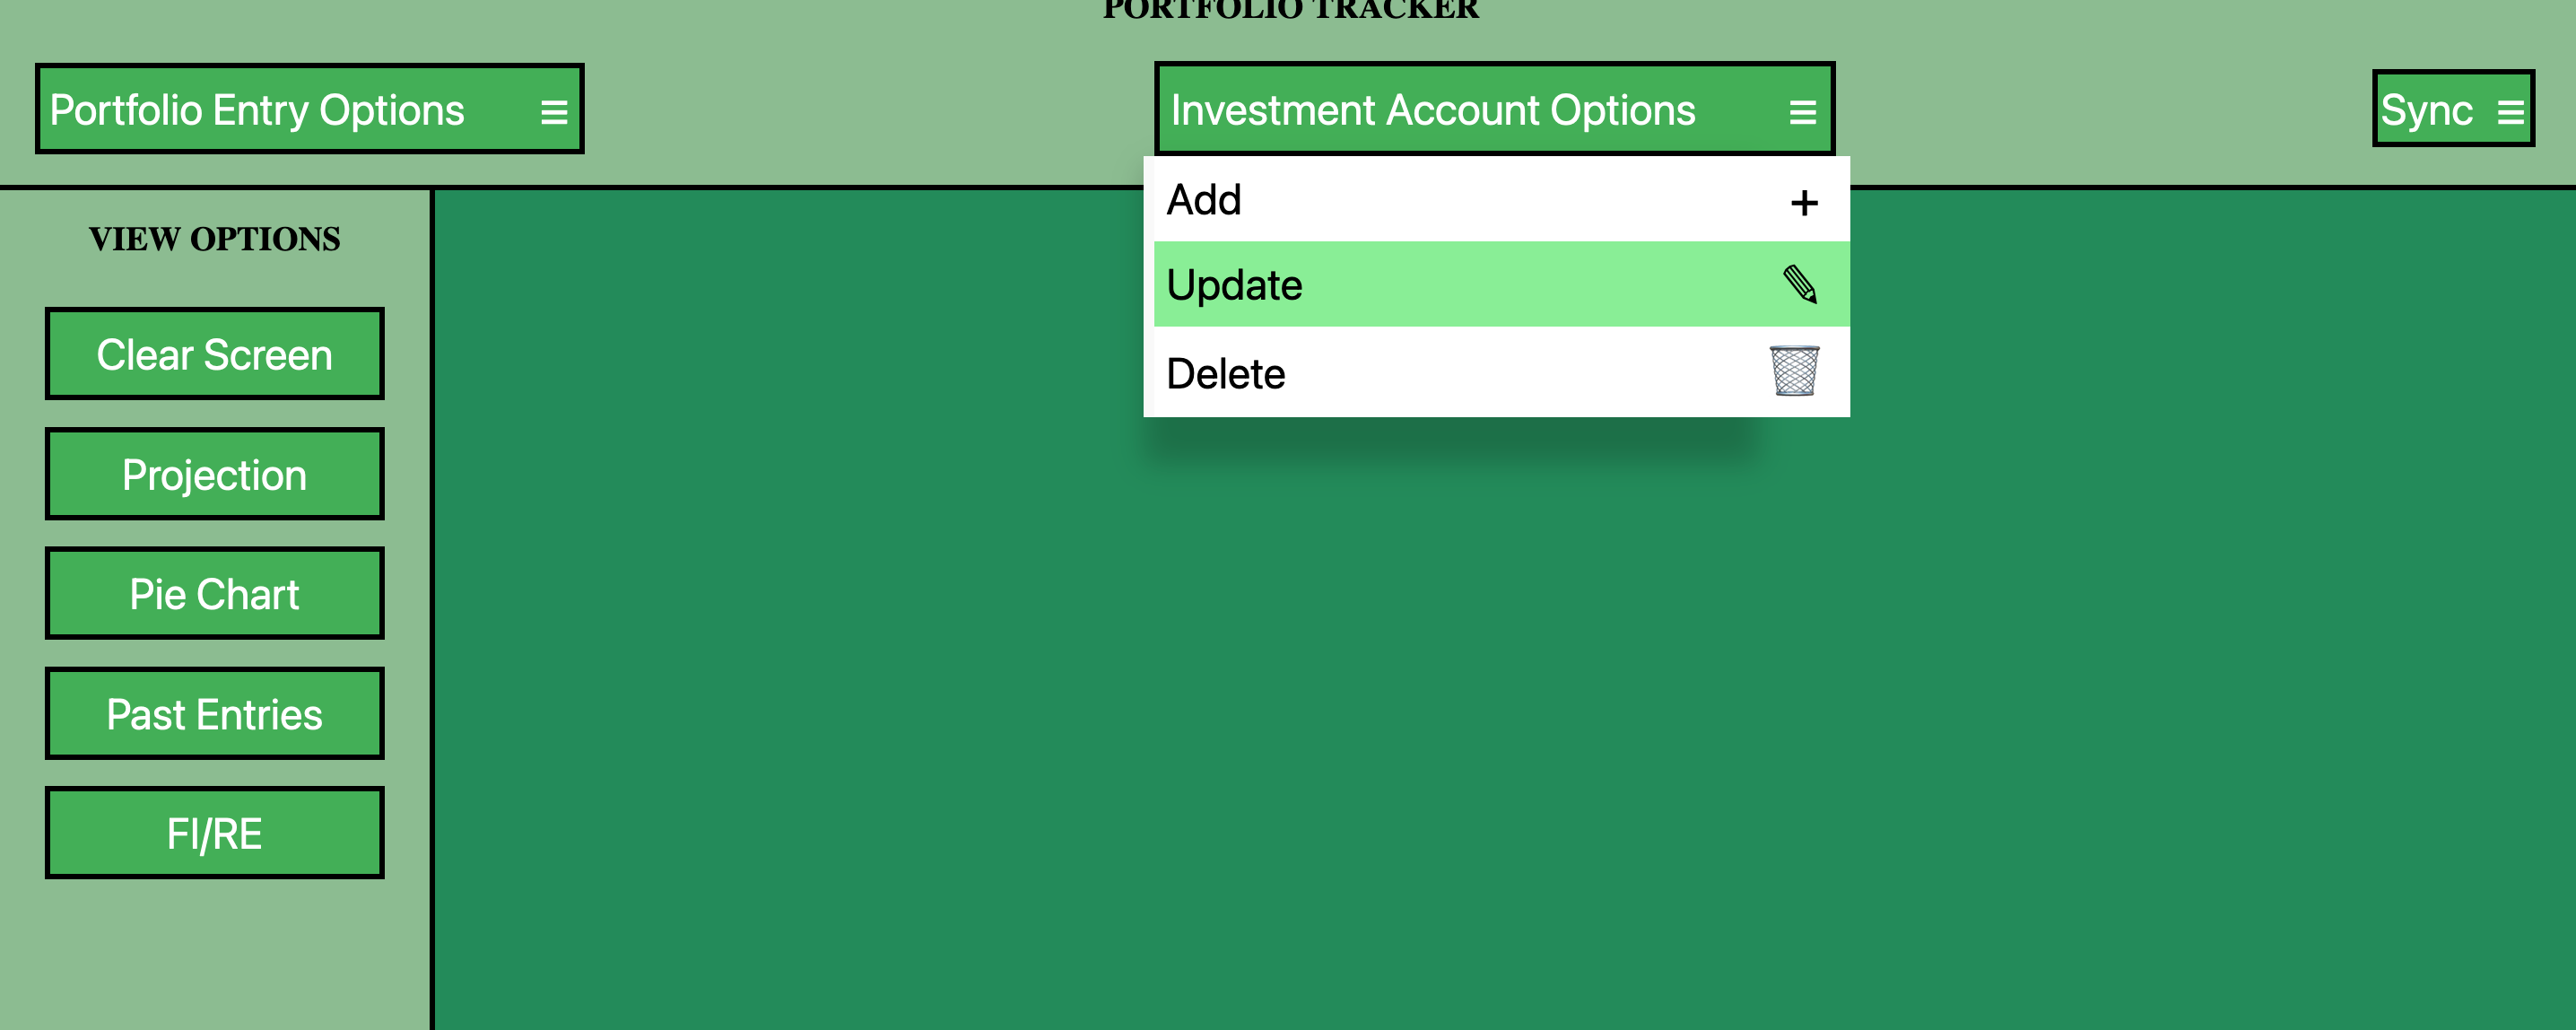 PORTFOLIO TRACKER
Portfolio Entry Options ≡
Investment Account Options ≡
Sync ≡
Add +
Update ✎
Delete 🗑
VIEW OPTIONS
Clear Screen
Projection
Pie Chart
Past Entries
FI/RE